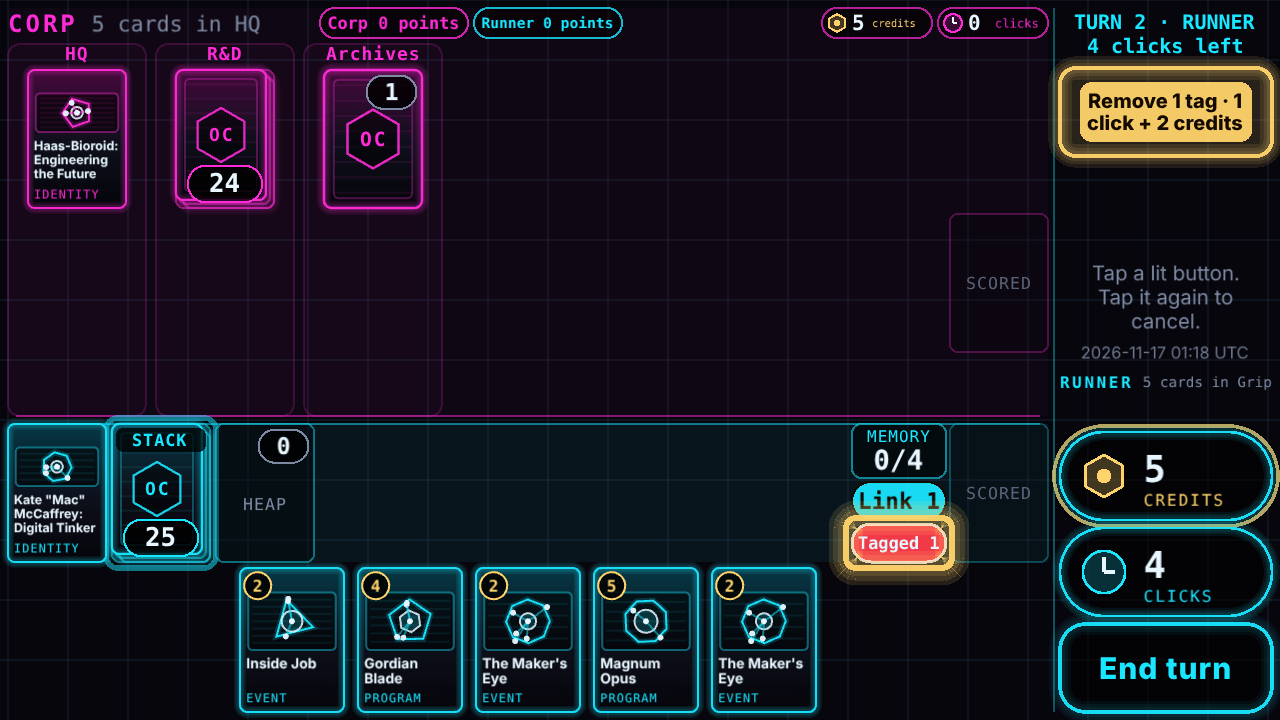 CORP 5 cards in HQ
Corp 0 points
Runner 0 points
5 credits
0 clicks
TURN 2 · RUNNER
4 clicks left
HQ
R&D
Archives
Remove 1 tag · 1
click + 2 credits
Haas-Bioroid:
Engineering
the Future
IDENTITY
OC
24
1
OC
SCORED
Tap a lit button.
Tap it again to
cancel.
2026-11-17 01:18 UTC
RUNNER 5 cards in Grip
Kate "Mac"
McCaffrey:
Digital Tinker
IDENTITY
STACK
OC
25
0
HEAP
MEMORY
0/4
Link 1
Tagged 1
SCORED
5
CREDITS
4
CLICKS
End turn
2
Inside Job
EVENT
4
Gordian
Blade
PROGRAM
2
The Maker's
Eye
EVENT
5
Magnum
Opus
PROGRAM
2
The Maker's
Eye
EVENT